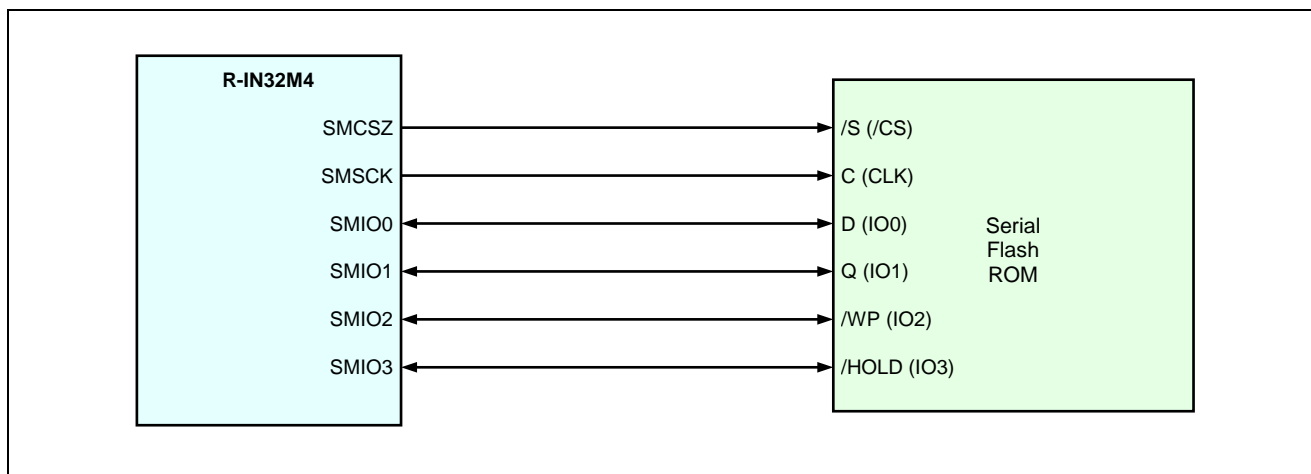 R-IN32M4
SMCSZ
/S (/CS)
SMSCK
C (CLK)
SMIO0
D (IO0)
SMIO1
Q (IO1)
SMIO2
/WP (IO2)
SMIO3
/HOLD (IO3)
Serial
Flash
ROM